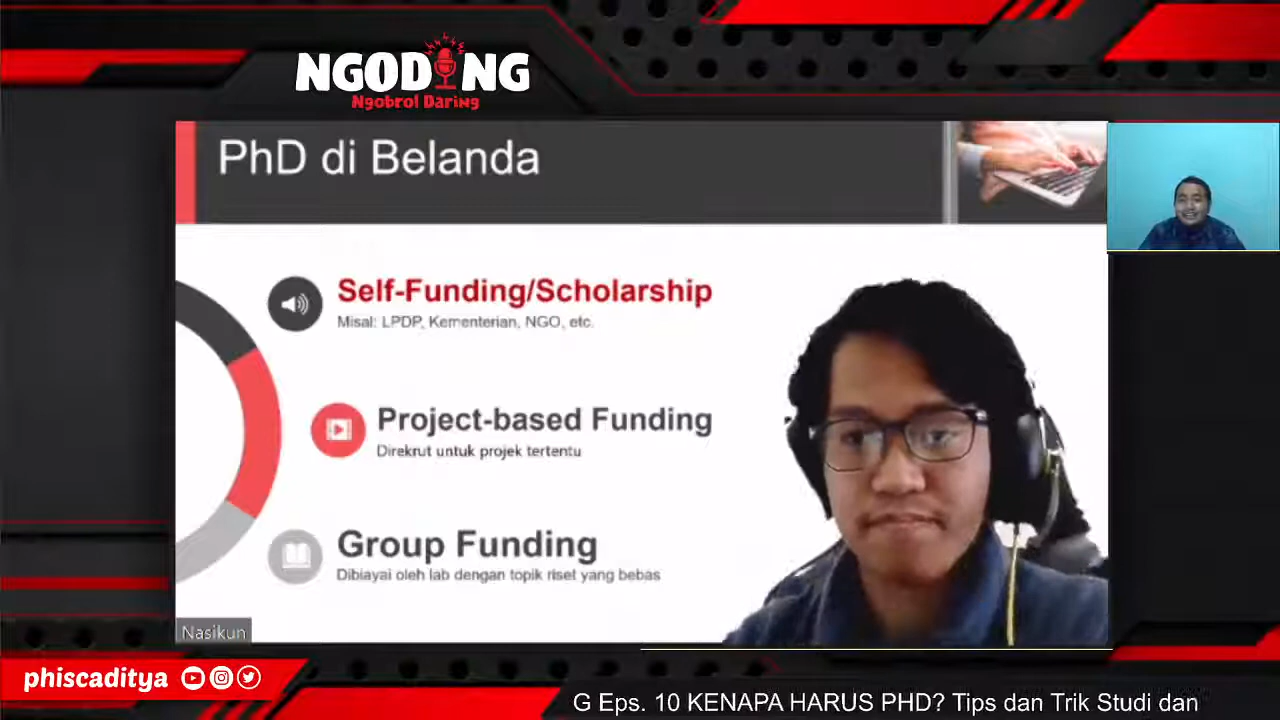 NGODING
Ngobrol Daring
PhD di Belanda
Self-Funding/Scholarship
Misal: LPDP, Kementerian, NGO, etc.
Project-based Funding
Direkrut untuk projek tertentu
Group Funding
Dibiayai oleh lab dengan topik riset yang bebas
Nasikun
phiscaditya
G Eps. 10 KENAPA HARUS PHD? Tips dan Trik Studi dan